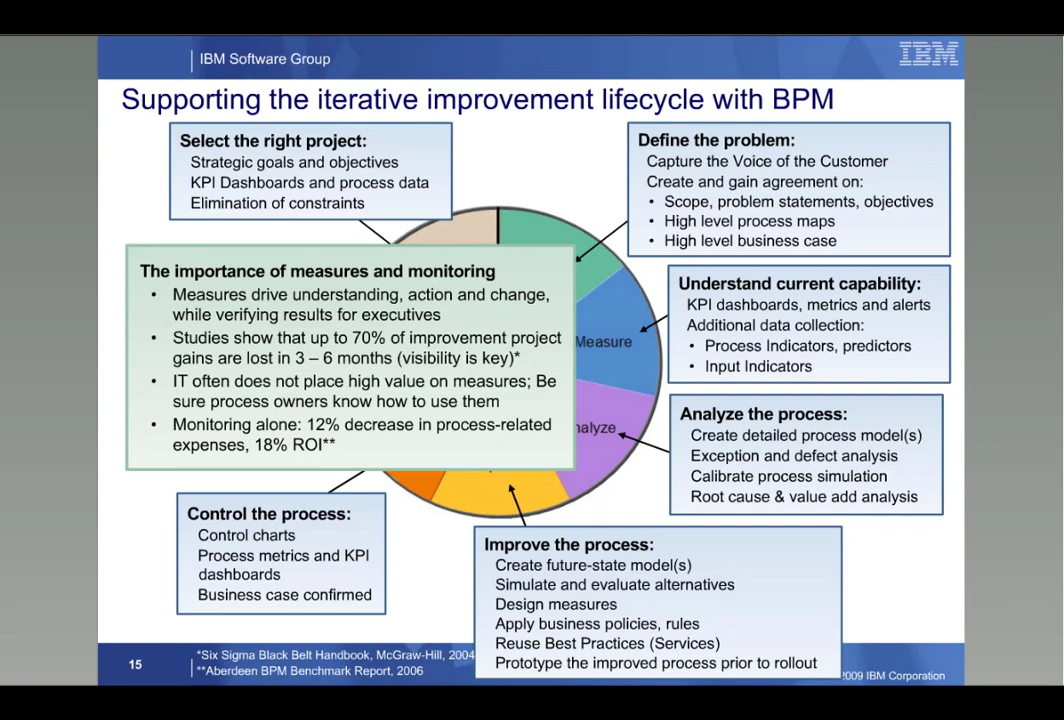 IBM Software Group
IBM
Supporting the iterative improvement lifecycle with BPM
Select the right project:
Strategic goals and objectives
KPI Dashboards and process data
Elimination of constraints
Define the problem:
Capture the Voice of the Customer
Create and gain agreement on:
• Scope, problem statements, objectives
• High level process maps
• High level business case
The importance of measures and monitoring
• Measures drive understanding, action and change,
while verifying results for executives
• Studies show that up to 70% of improvement project
gains are lost in 3 – 6 months (visibility is key)*
• IT often does not place high value on measures; Be
sure process owners know how to use them
• Monitoring alone: 12% decrease in process-related
expenses, 18% ROI**
Measure
nalyze
Understand current capability:
KPI dashboards, metrics and alerts
Additional data collection:
• Process Indicators, predictors
• Input Indicators
Analyze the process:
Create detailed process model(s)
Exception and defect analysis
Calibrate process simulation
Root cause & value add analysis
Control the process:
Control charts
Process metrics and KPI
dashboards
Business case confirmed
Improve the process:
Create future-state model(s)
Simulate and evaluate alternatives
Design measures
Apply business policies, rules
Reuse Best Practices (Services)
Prototype the improved process prior to rollout
15
*Six Sigma Black Belt Handbook, McGraw-Hill, 2004
**Aberdeen BPM Benchmark Report, 2006
2009 IBM Corporation